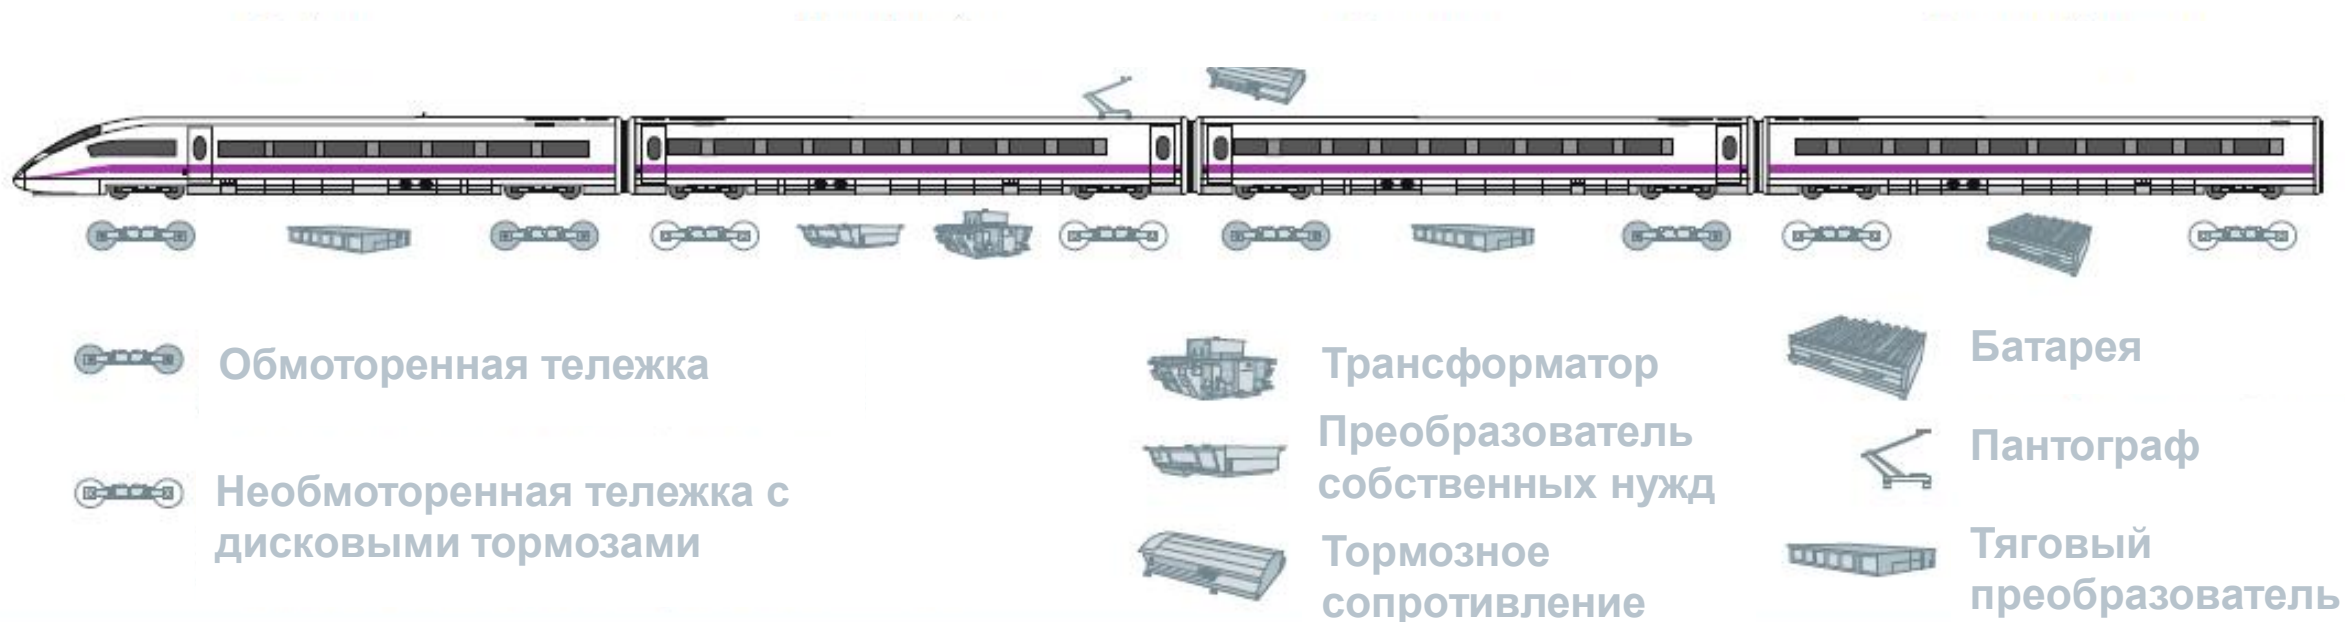 Обмоторенная тележка
Необмоторенная тележка с
дисковыми тормозами
Трансформатор
Преобразователь
собственных нужд
Тормозное
сопротивление
Батарея
Пантограф
Тяговый
преобразователь